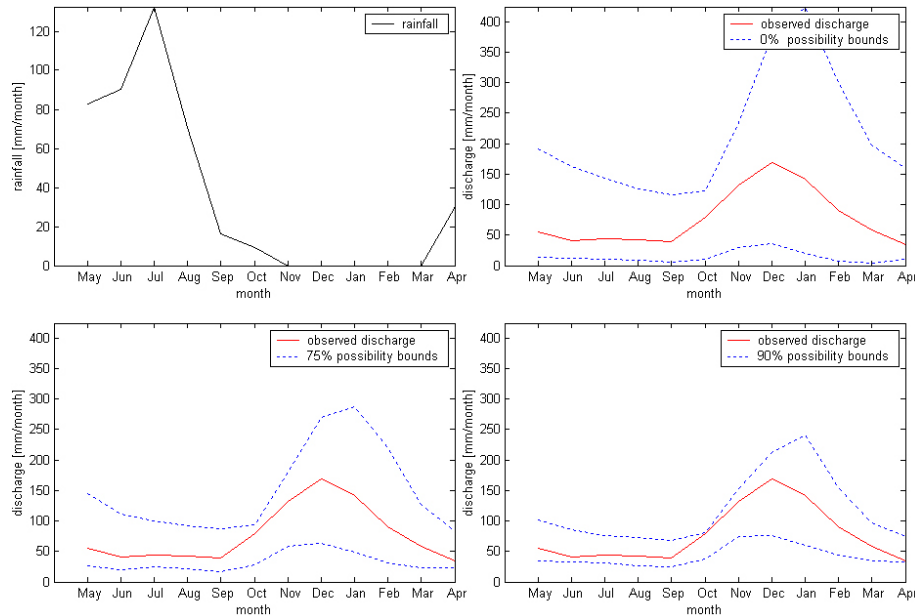 rainfall
120
100
80
60
40
20
0
rainfall [mm/month]
May Jun Jul Aug Sep Oct Nov Dec Jan Feb Mar Apr
month
observed discharge
0% possibility bounds
400
350
300
250
200
150
100
50
0
discharge [mm/month]
May Jun Jul Aug Sep Oct Nov Dec Jan Feb Mar Apr
month
observed discharge
75% possibility bounds
400
350
300
250
200
150
100
50
0
discharge [mm/month]
May Jun Jul Aug Sep Oct Nov Dec Jan Feb Mar Apr
month
observed discharge
90% possibility bounds
400
350
300
250
200
150
100
50
0
discharge [mm/month]
May Jun Jul Aug Sep Oct Nov Dec Jan Feb Mar Apr
month